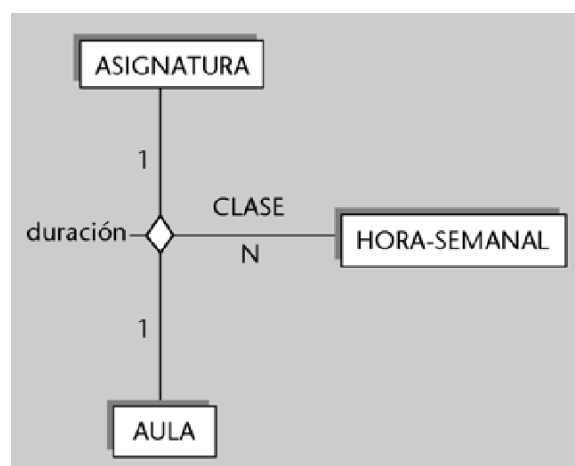 ASIGNATURA
1
CLASE
duración
N
HORA-SEMANAL
1
AULA